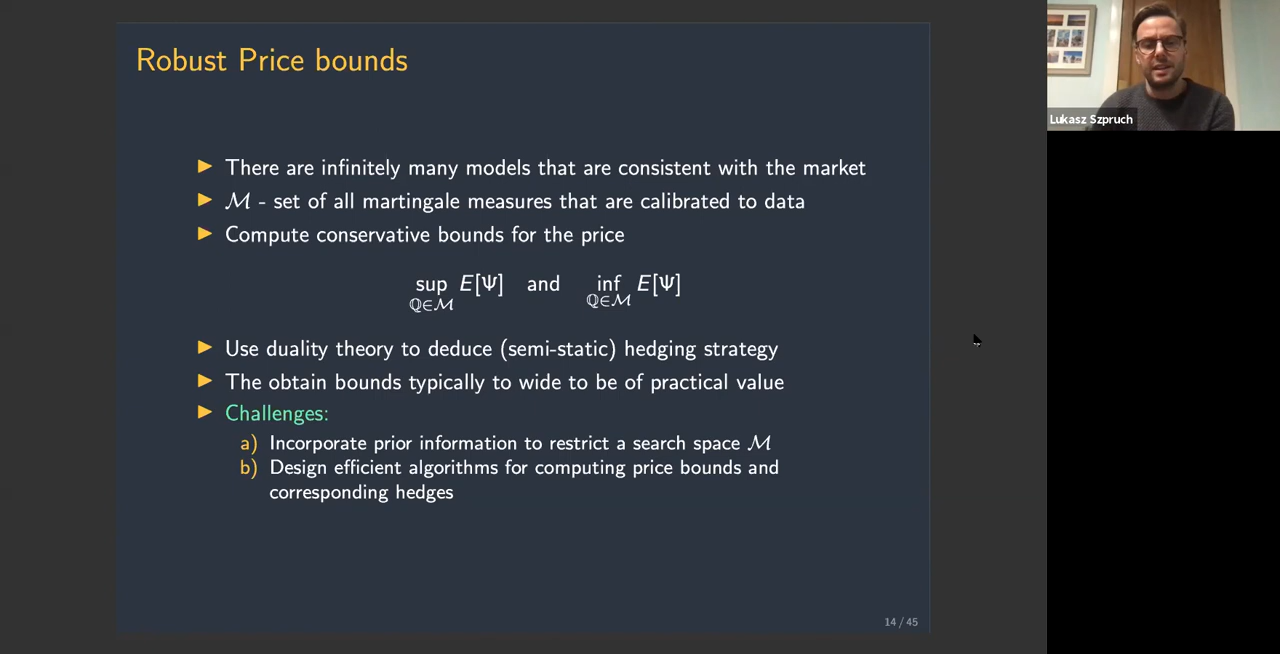 Robust Price bounds
Lukasz Szpruch
▶ There are infinitely many models that are consistent with the market
▶ ℳ - set of all martingale measures that are calibrated to data
▶ Compute conservative bounds for the price
sup E[Ψ] and inf E[Ψ]
ℚ∈ℳ ℚ∈ℳ
▶ Use duality theory to deduce (semi-static) hedging strategy
▶ The obtain bounds typically to wide to be of practical value
▶ Challenges:
a) Incorporate prior information to restrict a search space ℳ
b) Design efficient algorithms for computing price bounds and
corresponding hedges
14 / 45